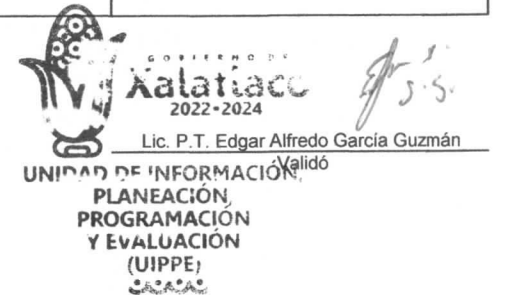 GOBIERNO DE
Xalatlaco
2022-2024
Lic. P.T. Edgar Alfredo García Guzmán
Validó
UNIDAD DE INFORMACIÓN,
PLANEACIÓN,
PROGRAMACIÓN
Y EVALUACIÓN
(UIPPE)